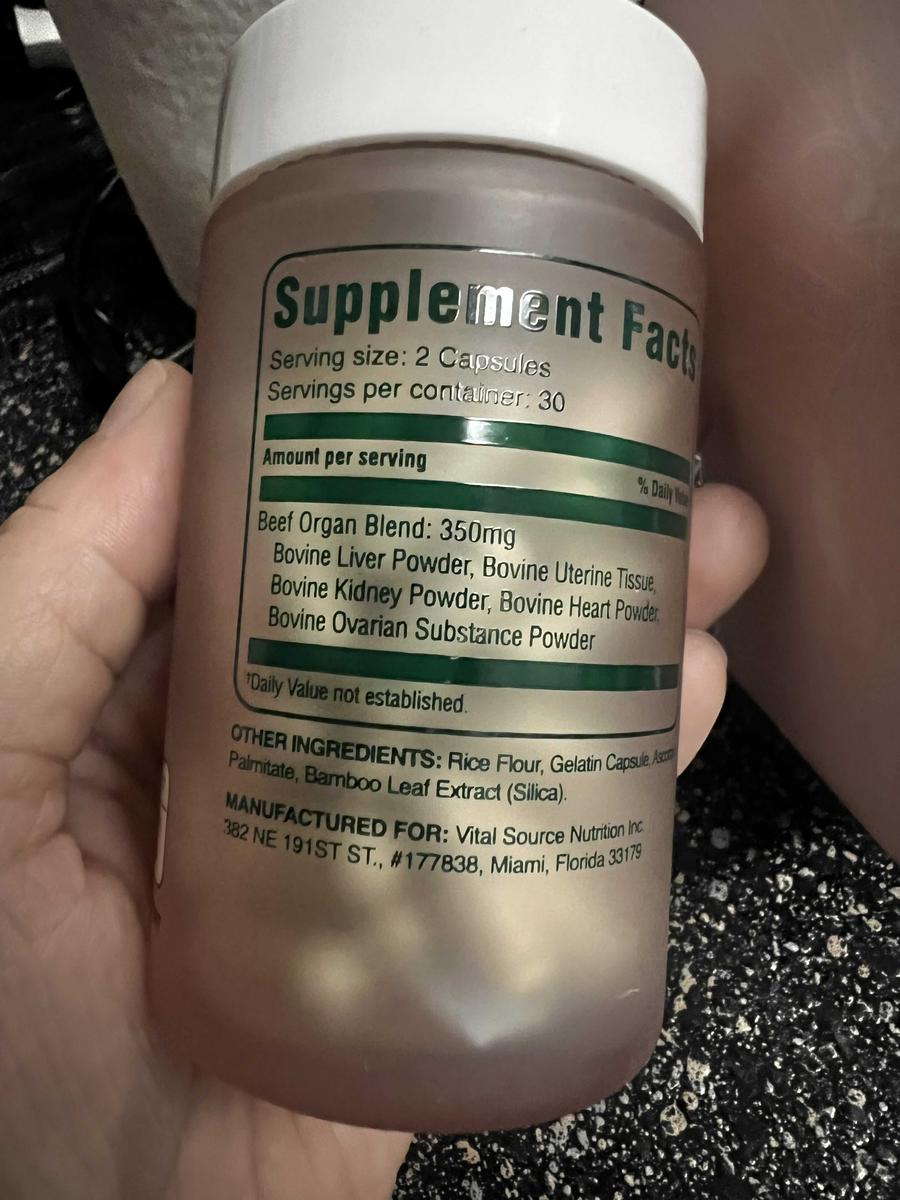 Supplement Facts
Serving size: 2 Capsules
Servings per container: 30
Amount per serving
% Daily
Beef Organ Blend: 350mg
Bovine Liver Powder, Bovine Uterine Tissue,
Bovine Kidney Powder, Bovine Heart Powder,
Bovine Ovarian Substance Powder
†Daily Value not established.
OTHER INGREDIENTS: Rice Flour, Gelatin Capsule,
Palmitate, Bamboo Leaf Extract (Silica).
MANUFACTURED FOR: Vital Source Nutrition Inc.
382 NE 191ST ST., #177838, Miami, Florida 33179